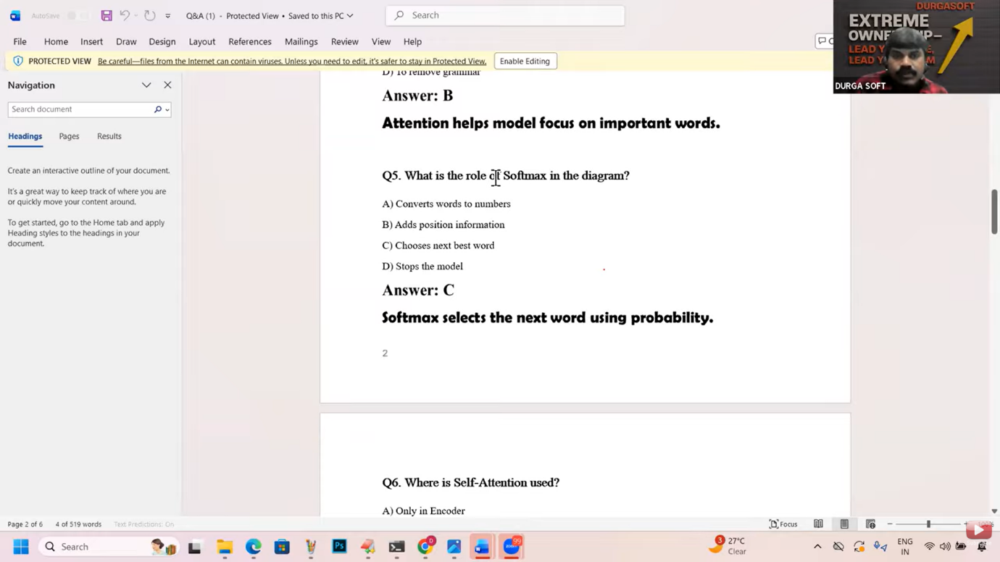 AutoSave
Q&A (1) - Protected View • Saved to this PC
Search
File Home Insert Draw Design Layout References Mailings Review View Help
PROTECTED VIEW Be careful—files from the Internet can contain viruses. Unless you need to edit, it's safer to stay in Protected View. Enable Editing
DURGASOFT
EXTREME
OWNERSHIP—
DURGA SOFT
Navigation
Search document
Headings Pages Results
Create an interactive outline of your document.
It's a great way to keep track of where you are
or quickly move your content around.
To get started, go to the Home tab and apply
Heading styles to the headings in your
document.
D) To remove grammar
Answer: B
Attention helps model focus on important words.
Q5. What is the role of Softmax in the diagram?
A) Converts words to numbers
B) Adds position information
C) Chooses next best word
D) Stops the model
Answer: C
Softmax selects the next word using probability.
2
Q6. Where is Self-Attention used?
A) Only in Encoder
Page 2 of 6 4 of 519 words Text Predictions: On
Focus
Search
Ps
99
3
27°C
Clear
ENG
IN